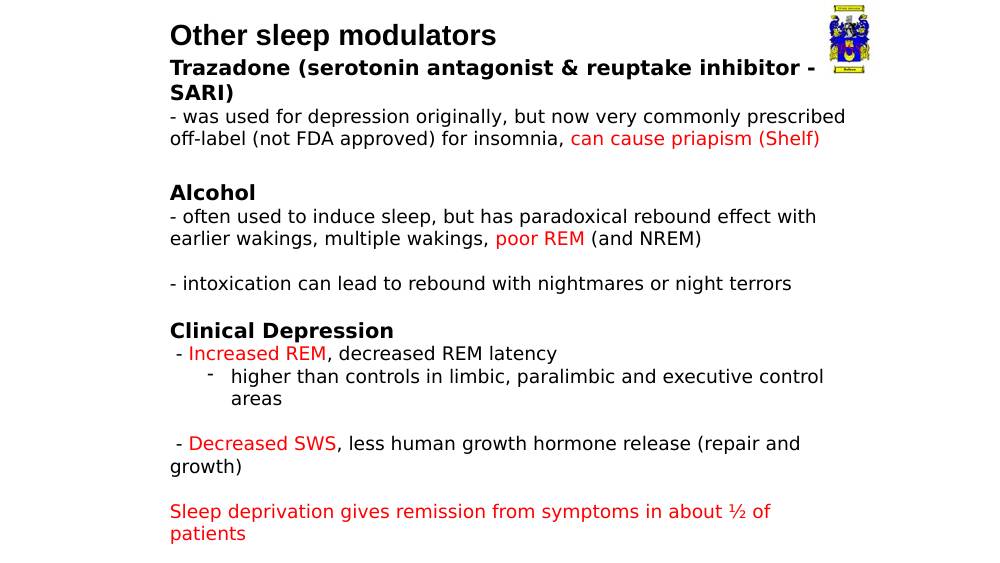 Other sleep modulators
Trazadone (serotonin antagonist & reuptake inhibitor -
SARI)
- was used for depression originally, but now very commonly prescribed
off-label (not FDA approved) for insomnia, can cause priapism (Shelf)
Alcohol
- often used to induce sleep, but has paradoxical rebound effect with
earlier wakings, multiple wakings, poor REM (and NREM)
- intoxication can lead to rebound with nightmares or night terrors
Clinical Depression
- Increased REM, decreased REM latency
- higher than controls in limbic, paralimbic and executive control
areas
- Decreased SWS, less human growth hormone release (repair and
growth)
Sleep deprivation gives remission from symptoms in about ½ of
patients